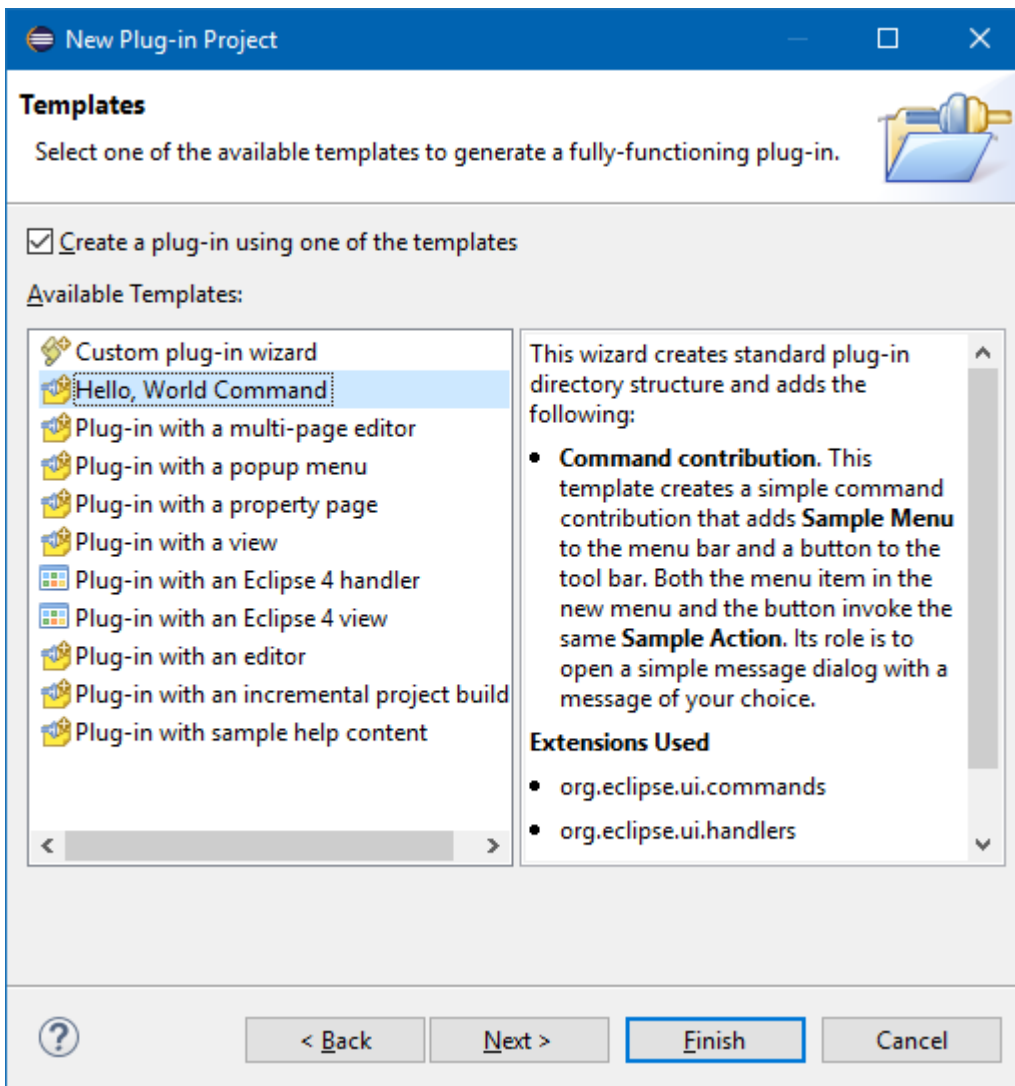 New Plug-in Project
Templates
Select one of the available templates to generate a fully-functioning plug-in.
Create a plug-in using one of the templates
Available Templates:
Custom plug-in wizard
Hello, World Command
Plug-in with a multi-page editor
Plug-in with a popup menu
Plug-in with a property page
Plug-in with a view
Plug-in with an Eclipse 4 handler
Plug-in with an Eclipse 4 view
Plug-in with an editor
Plug-in with an incremental project build
Plug-in with sample help content
This wizard creates standard plug-in
directory structure and adds the
following:
• Command contribution. This
template creates a simple command
contribution that adds Sample Menu
to the menu bar and a button to the
tool bar. Both the menu item in the
new menu and the button invoke the
same Sample Action. Its role is to
open a simple message dialog with a
message of your choice.
Extensions Used
• org.eclipse.ui.commands
• org.eclipse.ui.handlers
?
< Back
Next >
Finish
Cancel